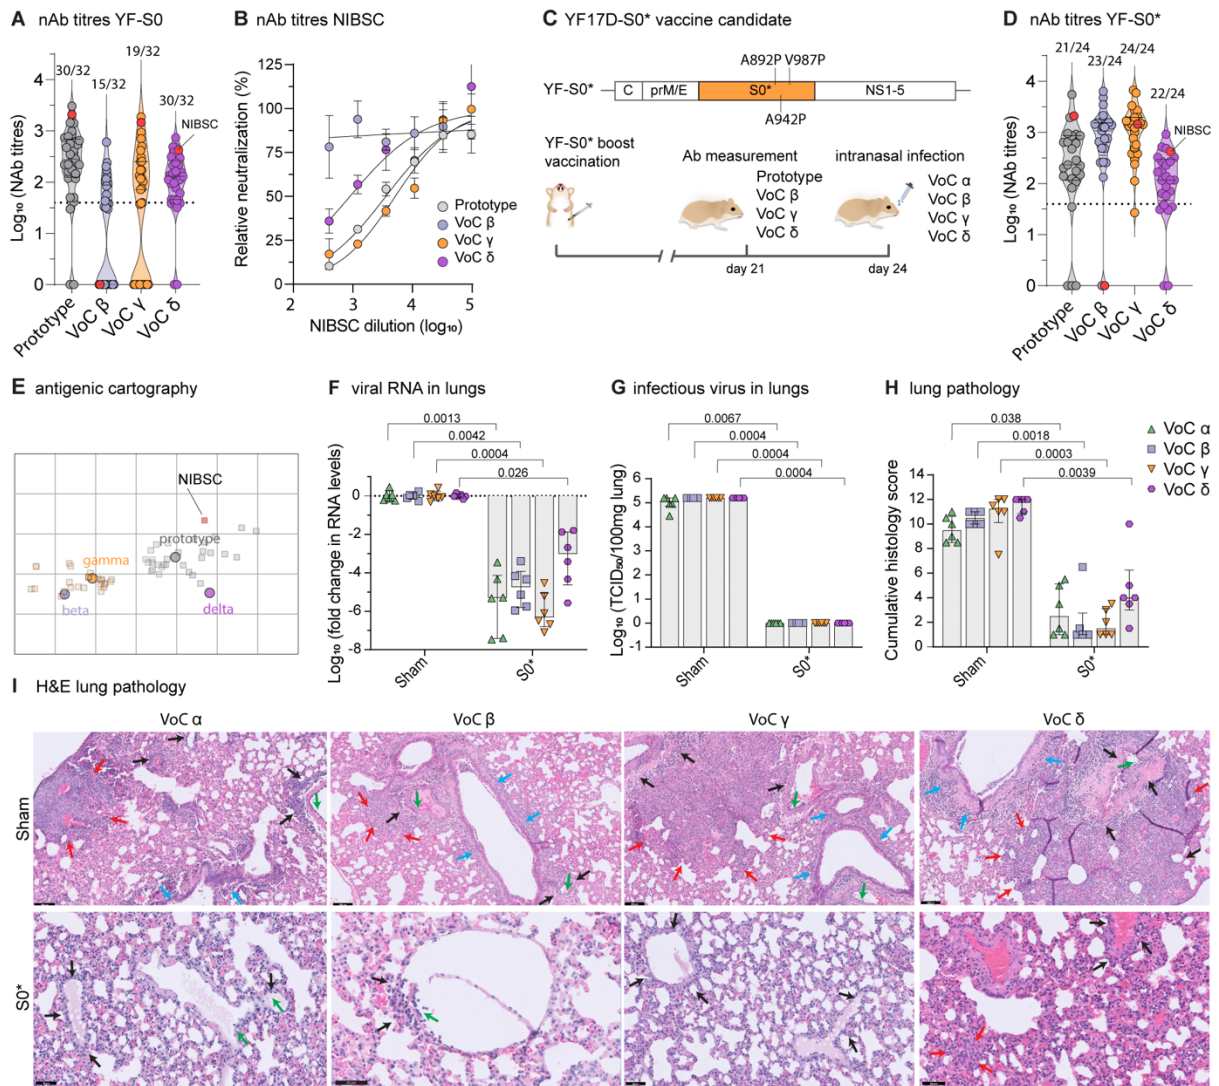 A nAb titres YF-S0
Log₁₀ (NAb titres)
4
3
2
1
0
30/32
15/32
19/32
30/32
NIBSC
Prototype
VoC β
VoC γ
VoC δ
B nAb titres NIBSC
Relative neutralization (%)
125
100
75
50
25
0
Prototype
VoC β
VoC γ
VoC δ
2
3
4
5
NIBSC dilution (log₁₀)
C YF17D-S0* vaccine candidate
A892P V987P
YF-S0*
C
prM/E
S0*
NS1-5
A942P
YF-S0* boost
vaccination
Ab measurement
Prototype
VoC β
VoC γ
VoC δ
intranasal infection
VoC α
VoC β
VoC γ
VoC δ
day 21
day 24
D nAb titres YF-S0*
Log₁₀ (NAb titres)
4
3
2
1
0
21/24
23/24
24/24
22/24
NIBSC
Prototype
VoC β
VoC γ
VoC δ
E antigenic cartography
NIBSC
prototype
gamma
beta
delta
F viral RNA in lungs
0.0013
0.0042
0.0004
0.026
Log₁₀ (fold change in RNA levels)
2
0
-2
-4
-6
-8
Sham
S0*
G infectious virus in lungs
0.0067
0.0004
0.0004
0.0004
Log₁₀ (TCID₅₀/100mg lung)
6
5
4
3
2
1
0
-1
Sham
S0*
H lung pathology
0.038
0.0018
0.0003
0.0039
Cumulative histology score
14
12
10
8
6
4
2
0
Sham
S0*
VoC α
VoC β
VoC γ
VoC δ
I H&E lung pathology
VoC α
VoC β
VoC γ
VoC δ
Sham
S0*